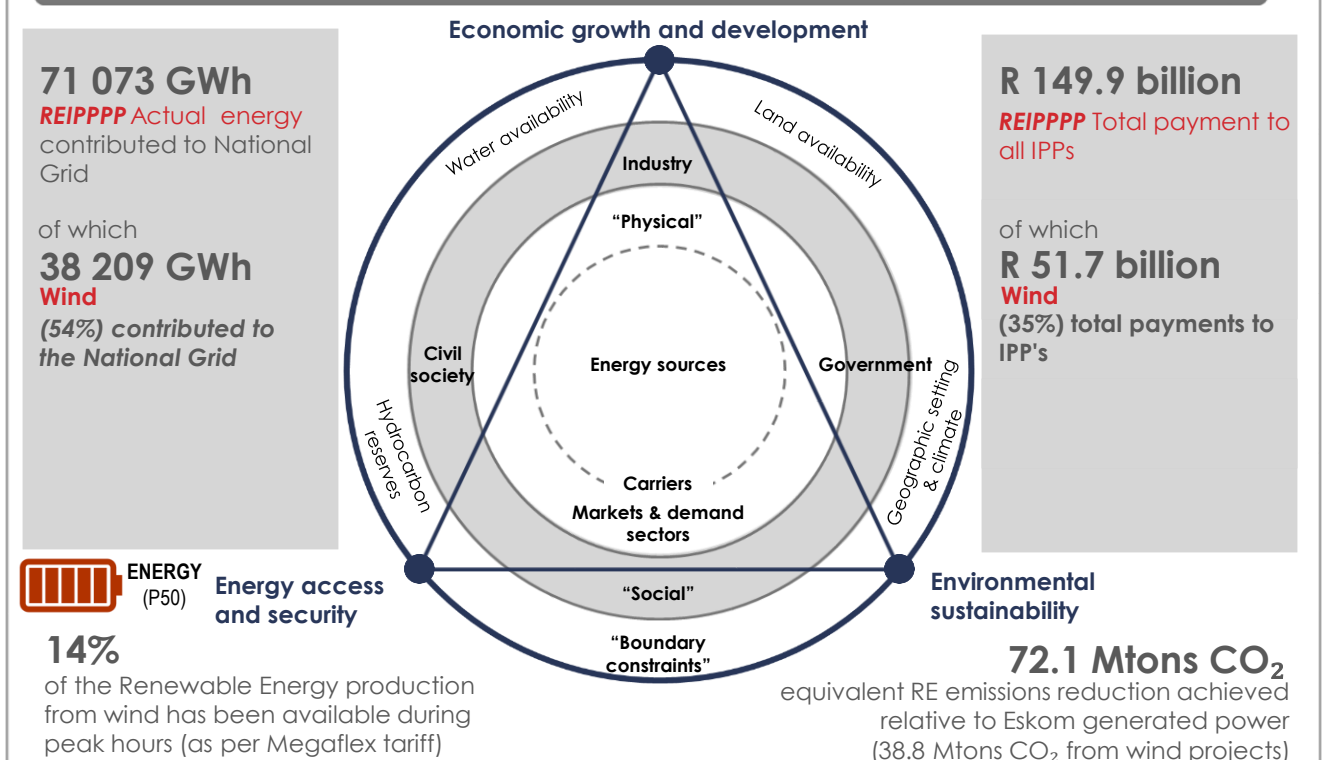 Economic growth and development
71 073 GWh
REIPPPP Actual energy
contributed to National
Grid
of which
38 209 GWh
Wind
(54%) contributed to
the National Grid
R 149.9 billion
REIPPPP Total payment to
all IPPs
of which
R 51.7 billion
Wind
(35%) total payments to
IPP's
Water availability
Land availability
Industry
“Physical”
Civil
society
Energy sources
Government
Hydrocarbon
reserves
Geographic setting
& climate
Carriers
Markets & demand
sectors
“Social”
“Boundary
constraints”
ENERGY
(P50)
Energy access
and security
Environmental
sustainability
14%
of the Renewable Energy production
from wind has been available during
peak hours (as per Megaflex tariff)
72.1 Mtons CO₂
equivalent RE emissions reduction achieved
relative to Eskom generated power
(38.8 Mtons CO₂ from wind projects)